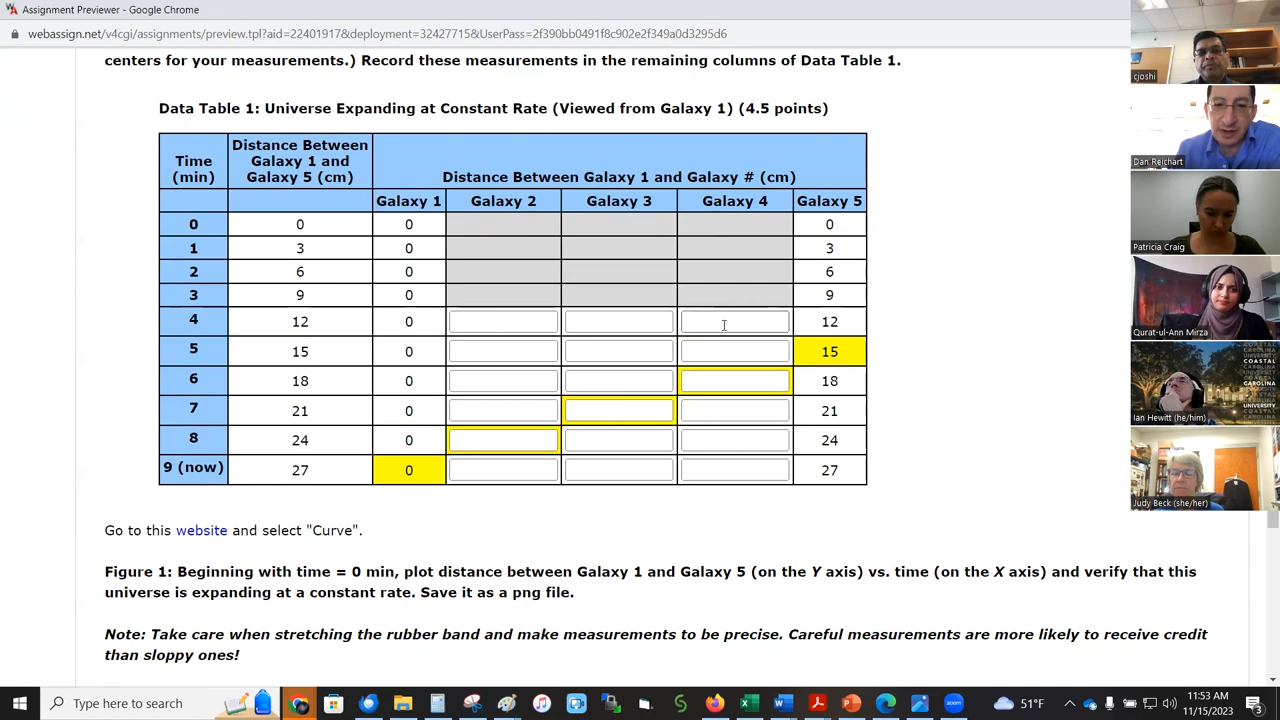 Assignment Previewer - Google Chrome
webassign.net/v4cgi/assignments/preview.tpl?aid=22401917&deployment=32427715&UserPass=2f390bb0491f8c902e2f349a0d3295d6
centers for your measurements.) Record these measurements in the remaining columns of Data Table 1.
Data Table 1: Universe Expanding at Constant Rate (Viewed from Galaxy 1) (4.5 points)
Time (min)
Distance Between Galaxy 1 and Galaxy 5 (cm)
Distance Between Galaxy 1 and Galaxy # (cm)
Galaxy 1 Galaxy 2 Galaxy 3 Galaxy 4 Galaxy 5
0 0 0 0
1 3 0 3
2 6 0 6
3 9 0 9
4 12 0 12
5 15 0 15
6 18 0 18
7 21 0 21
8 24 0 24
9 (now) 27 0 27
Go to this website and select "Curve".
Figure 1: Beginning with time = 0 min, plot distance between Galaxy 1 and Galaxy 5 (on the Y axis) vs. time (on the X axis) and verify that this
universe is expanding at a constant rate. Save it as a png file.
Note: Take care when stretching the rubber band and make measurements to be precise. Careful measurements are more likely to receive credit
than sloppy ones!
cjoshi
Dan Reichart
Patricia Craig
Qurat-ul-Ann Mirza
COASTAL
CAROLINA
UNIVERSITY
Ian Hewitt (he/him)
Judy Beck (she/her)
Type here to search
zoom
51°F
11:53 AM
11/15/2023
3